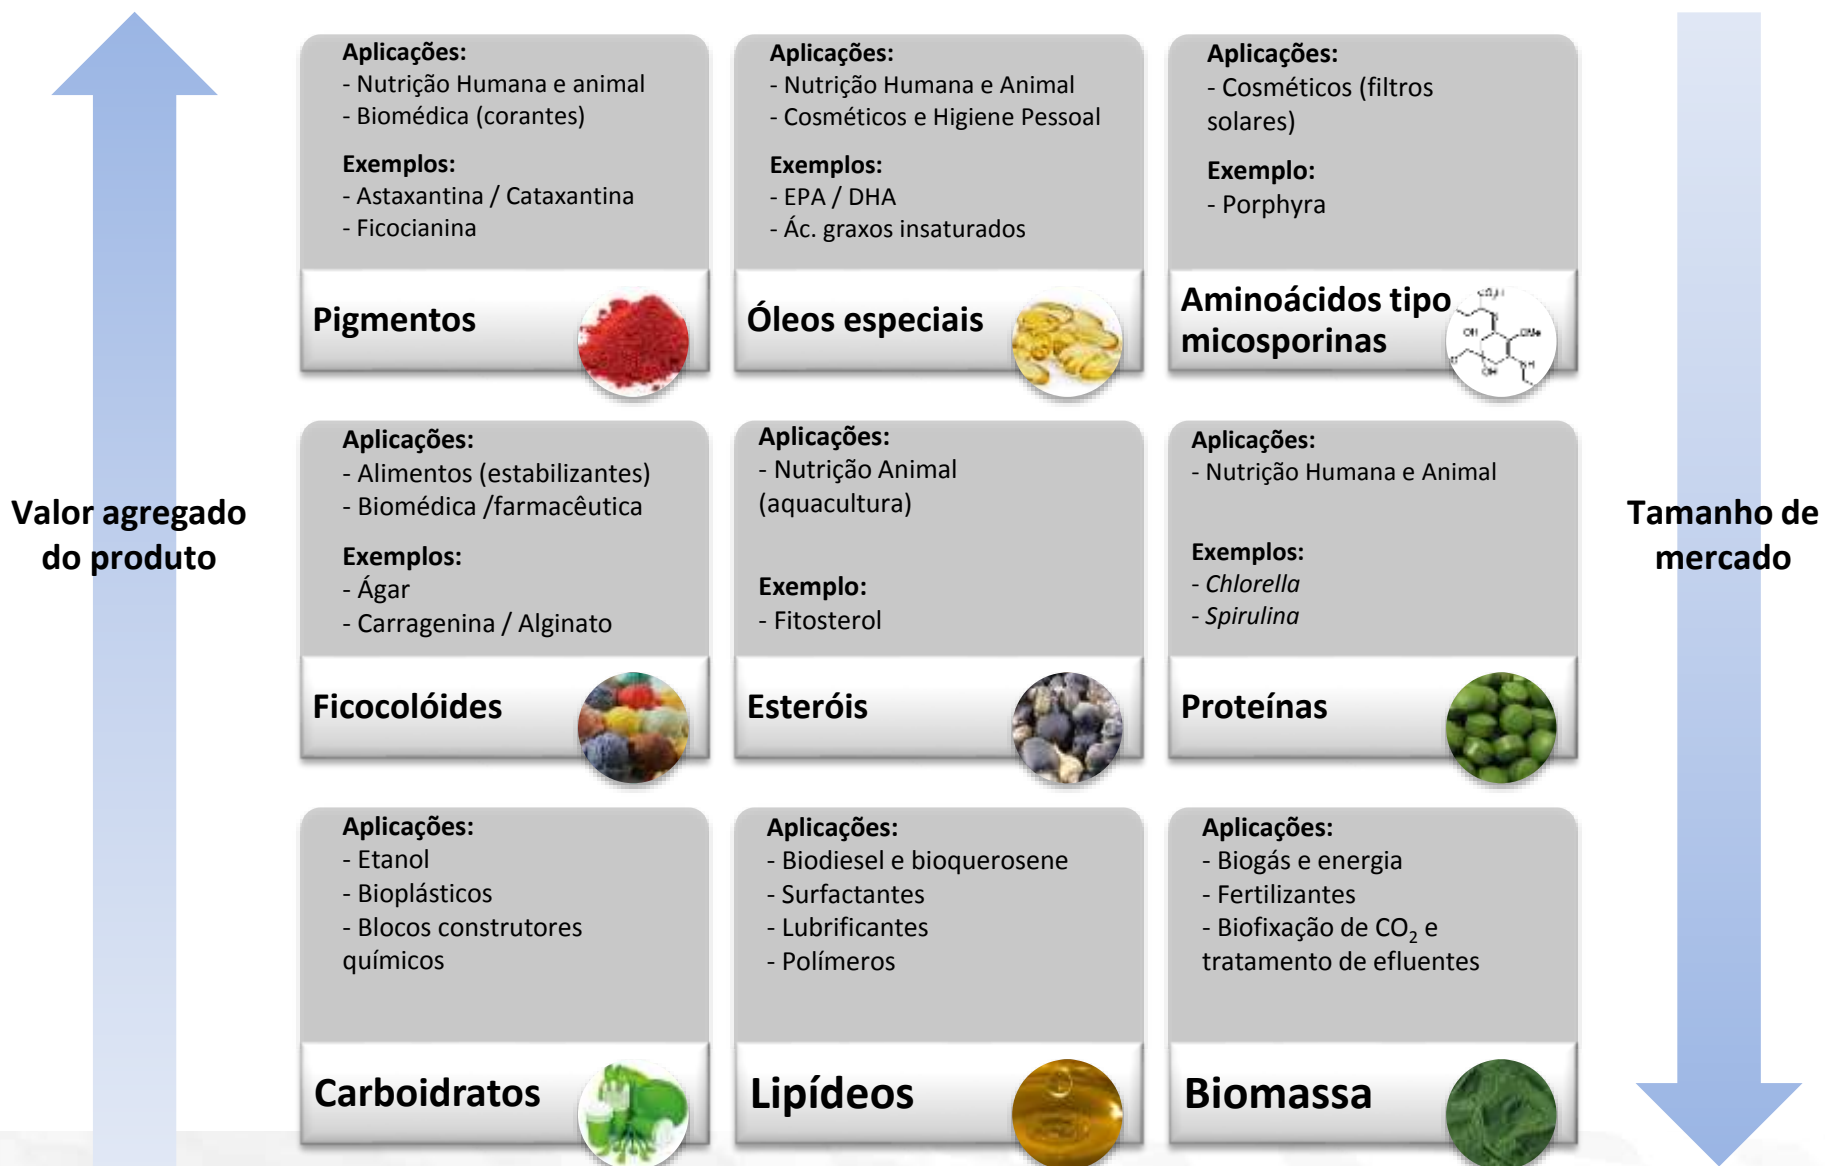 Aplicações:
- Nutrição Humana e animal
- Biomédica (corantes)
Exemplos:
- Astaxantina / Cataxantina
- Ficocianina
Pigmentos
Aplicações:
- Nutrição Humana e Animal
- Cosméticos e Higiene Pessoal
Exemplos:
- EPA / DHA
- Ác. graxos insaturados
Óleos especiais
Aplicações:
- Cosméticos (filtros
solares)
Exemplo:
- Porphyra
Aminoácidos tipo
micosporinas
OH
OMe
OH
Valor agregado
do produto
Aplicações:
- Alimentos (estabilizantes)
- Biomédica /farmacêutica
Exemplos:
- Ágar
- Carragenina / Alginato
Ficocolóides
Aplicações:
- Nutrição Animal
(aquacultura)
Exemplo:
- Fitosterol
Esteróis
Aplicações:
- Nutrição Humana e Animal
Exemplos:
- Chlorella
- Spirulina
Proteínas
Tamanho de
mercado
Aplicações:
- Etanol
- Bioplásticos
- Blocos construtores
químicos
Carboidratos
Aplicações:
- Biodiesel e bioquerosene
- Surfactantes
- Lubrificantes
- Polímeros
Lipídeos
Aplicações:
- Biogás e energia
- Fertilizantes
- Biofixação de CO₂ e
tratamento de efluentes
Biomassa